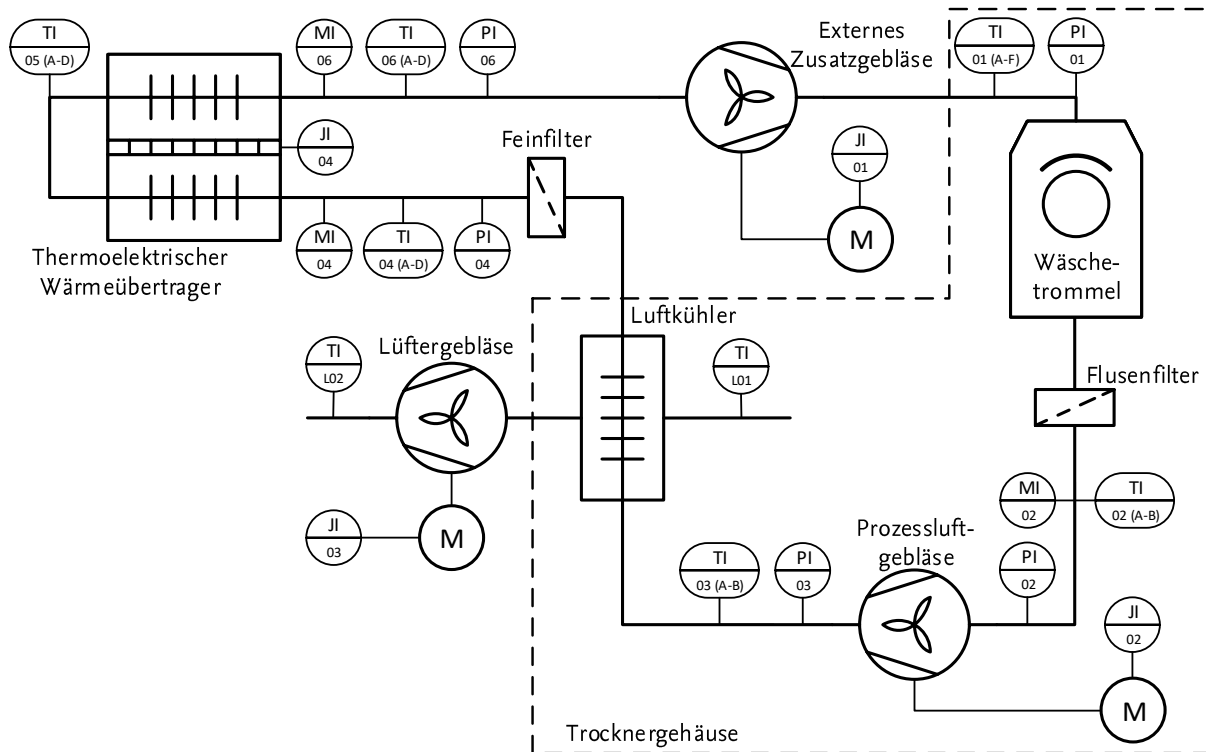 TI
05 (A-D)
MI
06
TI
06 (A-D)
PI
06
Externes
Zusatzgebläse
TI
01 (A-F)
PI
01
JI
04
Feinfilter
JI
01
M
MI
04
TI
04 (A-D)
PI
04
Thermoelektrischer
Wärmeübertrager
Wäsche-
trommel
Luftkühler
TI
L02
Lüftergebläse
TI
L01
Flusenfilter
MI
02
TI
02 (A-B)
JI
03
M
Prozessluft-
gebläse
TI
03 (A-B)
PI
03
PI
02
JI
02
M
Trocknergehäuse